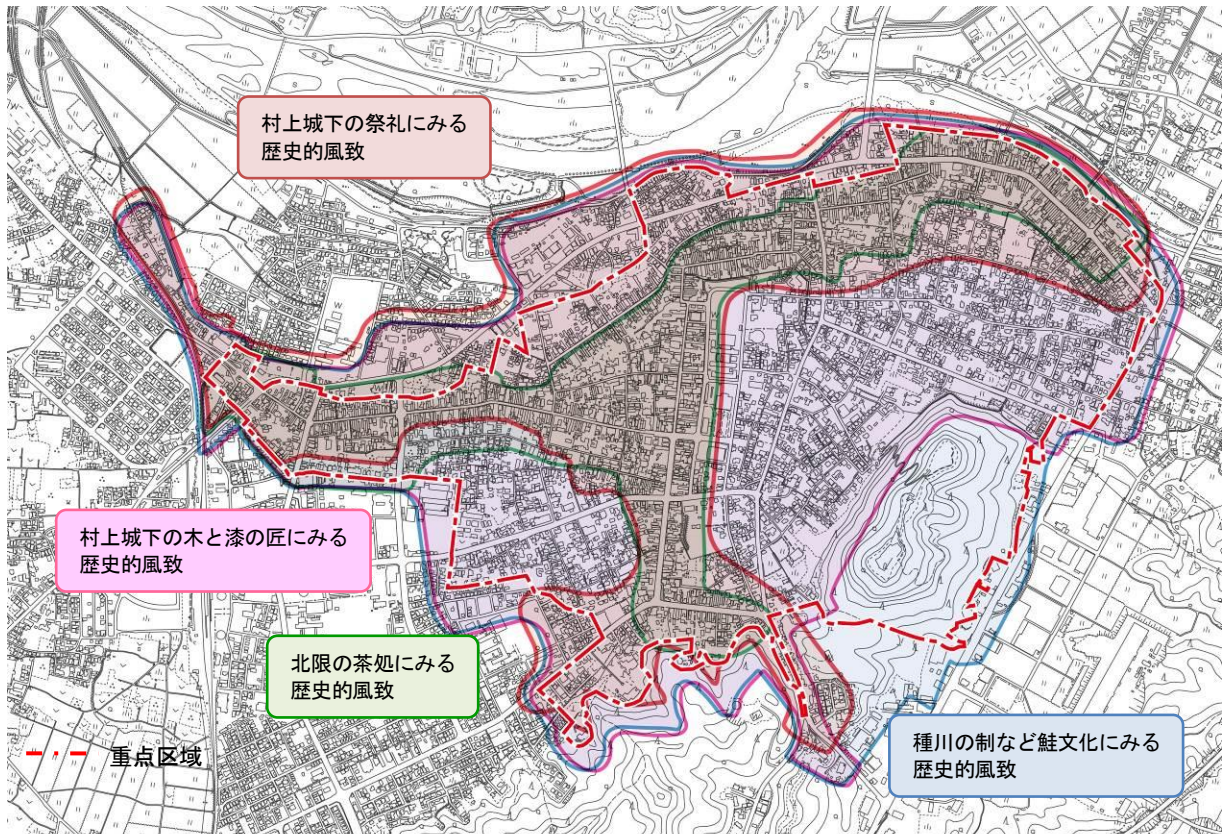 村上城下の祭礼にみる
歴史的風致
村上城下の木と漆の匠にみる
歴史的風致
北限の茶処にみる
歴史的風致
重点区域
種川の制など鮭文化にみる
歴史的風致